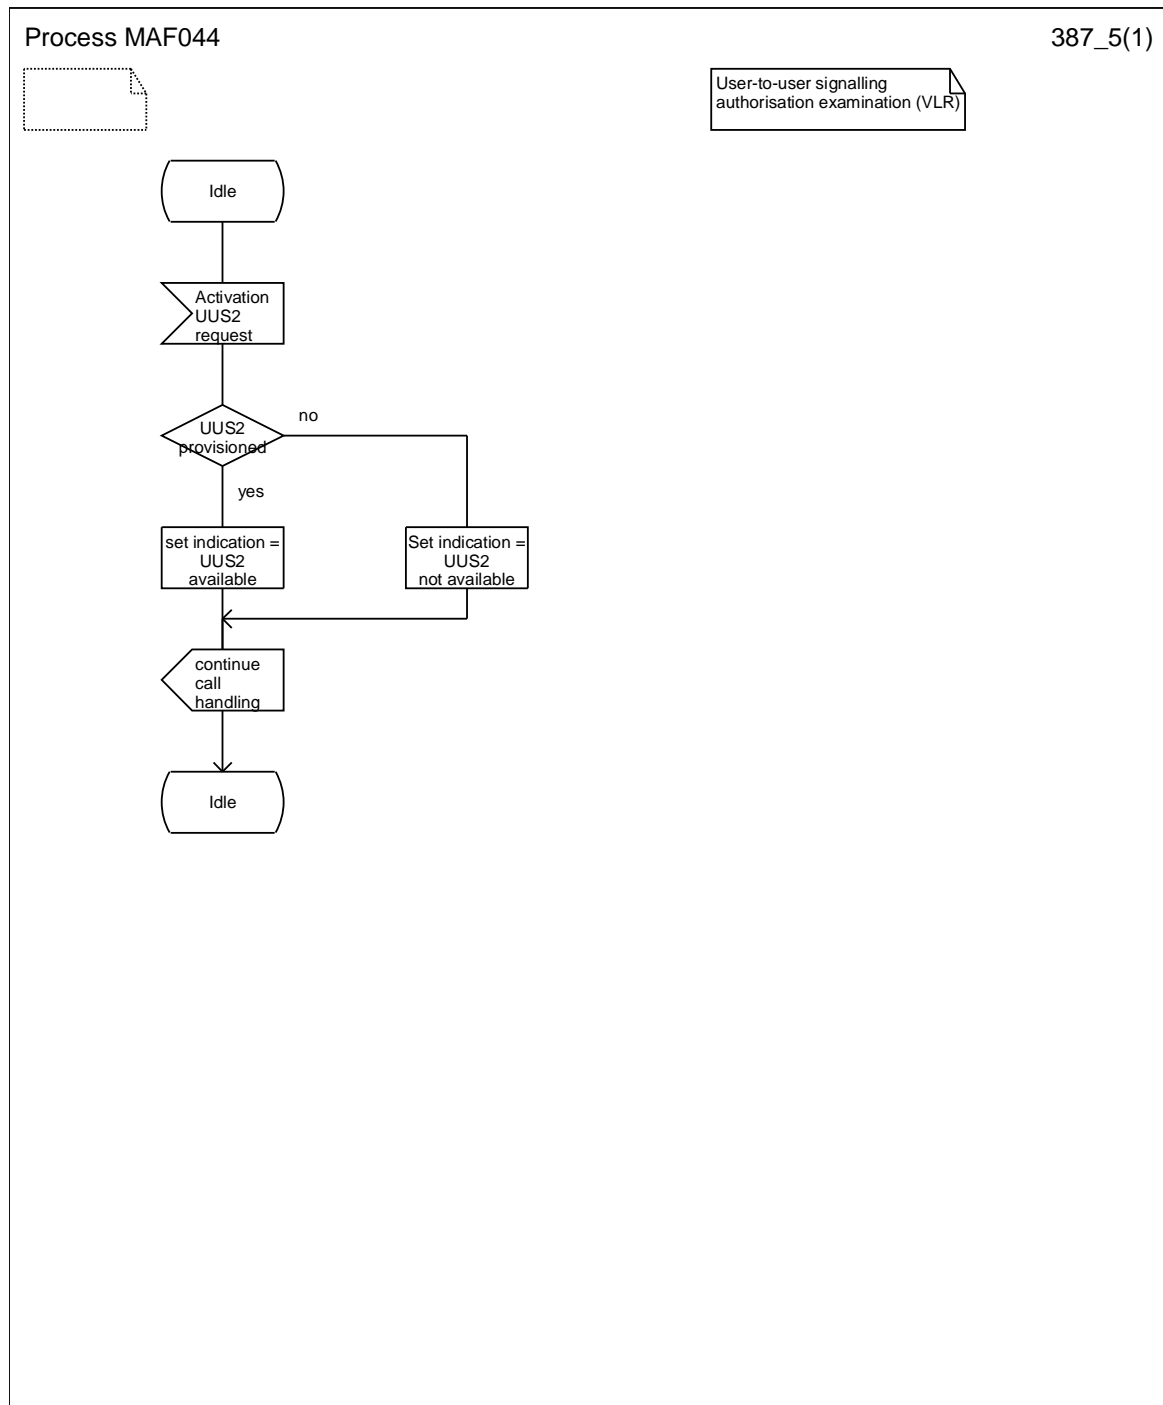 Process MAF044
387_5(1)
User-to-user signalling
authorisation examination (VLR)
Idle
Activation
UUS2
request
UUS2
provisioned
no
yes
set indication =
UUS2
available
Set indication =
UUS2
not available
continue
call
handling
Idle